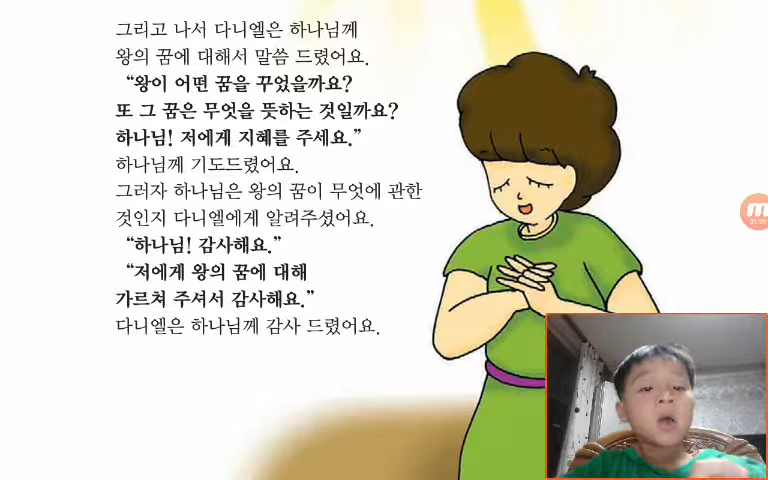 그리고 나서 다니엘은 하나님께
왕의 꿈에 대해서 말씀 드렸어요.
“왕이 어떤 꿈을 꾸었을까요?
또 그 꿈은 무엇을 뜻하는 것일까요?
하나님! 저에게 지혜를 주세요.”
하나님께 기도드렸어요.
그러자 하나님은 왕의 꿈이 무엇에 관한
것인지 다니엘에게 알려주셨어요.
“하나님! 감사해요.”
“저에게 왕의 꿈에 대해
가르쳐 주셔서 감사해요.”
다니엘은 하나님께 감사 드렸어요.